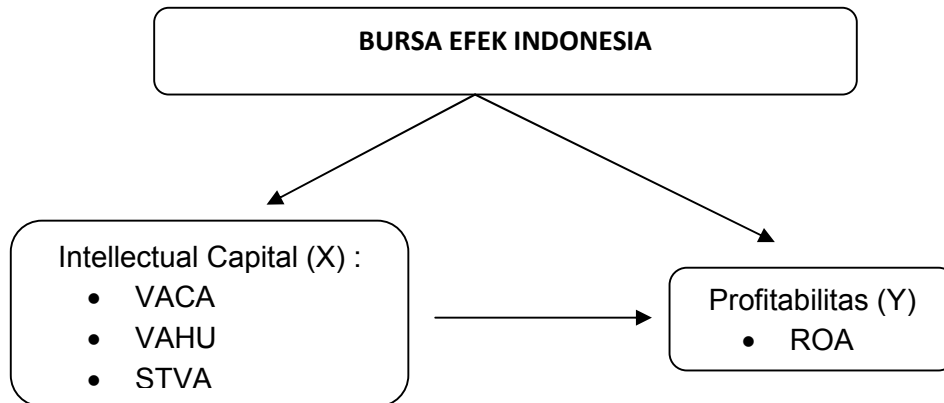 BURSA EFEK INDONESIA
Intellectual Capital (X) :
• VACA
• VAHU
• STVA
Profitabilitas (Y)
• ROA